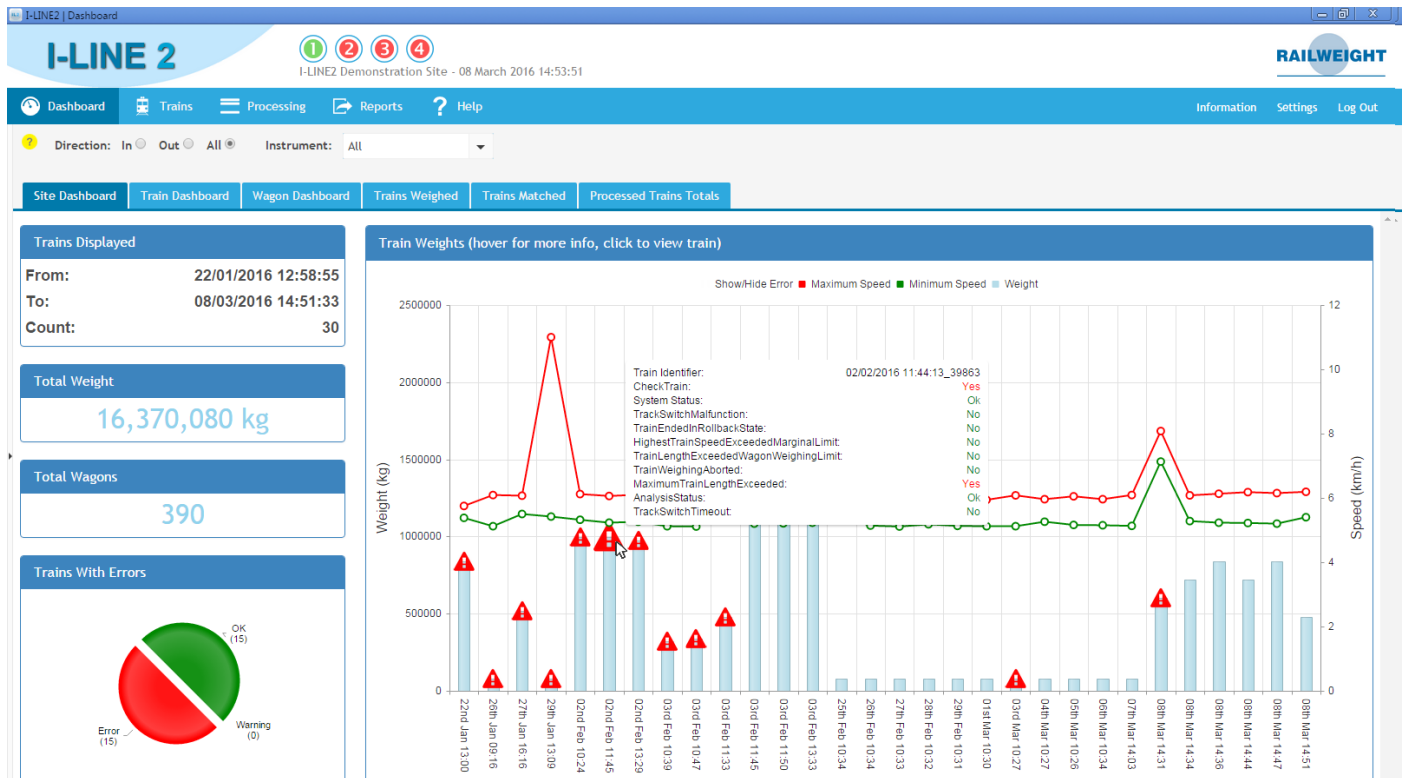 I-LINE2 | Dashboard
I-LINE 2
1 2 3 4
I-LINE2 Demonstration Site - 08 March 2016 14:53:51
RAILWEIGHT
Dashboard Trains Processing Reports ? Help Information Settings Log Out
? Direction: In Out All Instrument: All
Site Dashboard Train Dashboard Wagon Dashboard Trains Weighed Trains Matched Processed Trains Totals
Trains Displayed
From: 22/01/2016 12:58:55
To: 08/03/2016 14:51:33
Count: 30
Total Weight
16,370,080 kg
Total Wagons
390
Trains With Errors
OK
(15)
Warning
(0)
Error
(15)
Train Weights (hover for more info, click to view train)
Show/Hide Error Maximum Speed Minimum Speed Weight
Weight (kg)
2500000
2000000
1500000
1000000
500000
0
Train Identifier: 02/02/2016 11:44:13_39863
CheckTrain: Yes
System Status: Ok
TrackSwitchMalfunction: No
TrainEndedInRollbackState: No
HighestTrainSpeedExceededMarginalLimit: No
TrainLengthExceededWagonWeighingLimit: No
TrainWeighingAborted: No
MaximumTrainLengthExceeded: Yes
AnalysisStatus: Ok
TrackSwitchTimeout: No
12
10
8
6
4
2
0
Speed (km/h)
22nd Jan 13:00
26th Jan 09:16
27th Jan 16:16
29th Jan 13:09
02nd Feb 10:24
02nd Feb 11:45
02nd Feb 13:29
03rd Feb 10:39
03rd Feb 10:47
03rd Feb 11:33
03rd Feb 11:45
03rd Feb 11:50
03rd Feb 13:33
25th Feb 10:34
26th Feb 10:34
27th Feb 10:33
28th Feb 10:32
29th Feb 10:31
01st Mar 10:30
03rd Mar 10:27
04th Mar 10:27
05th Mar 10:26
06th Mar 10:34
07th Mar 14:03
08th Mar 14:31
08th Mar 14:34
08th Mar 14:36
08th Mar 14:44
08th Mar 14:47
08th Mar 14:51